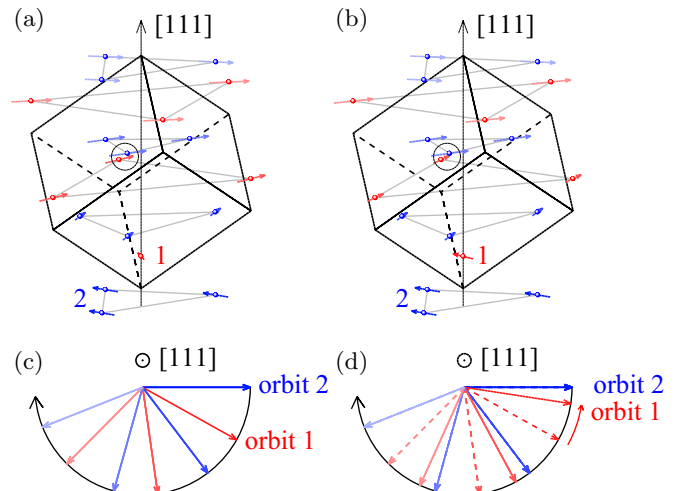 (a)
[111]
1
2
(b)
[111]
1
2
(c)
⊙ [111]
orbit 2
orbit 1
(d)
⊙ [111]
orbit 2
orbit 1